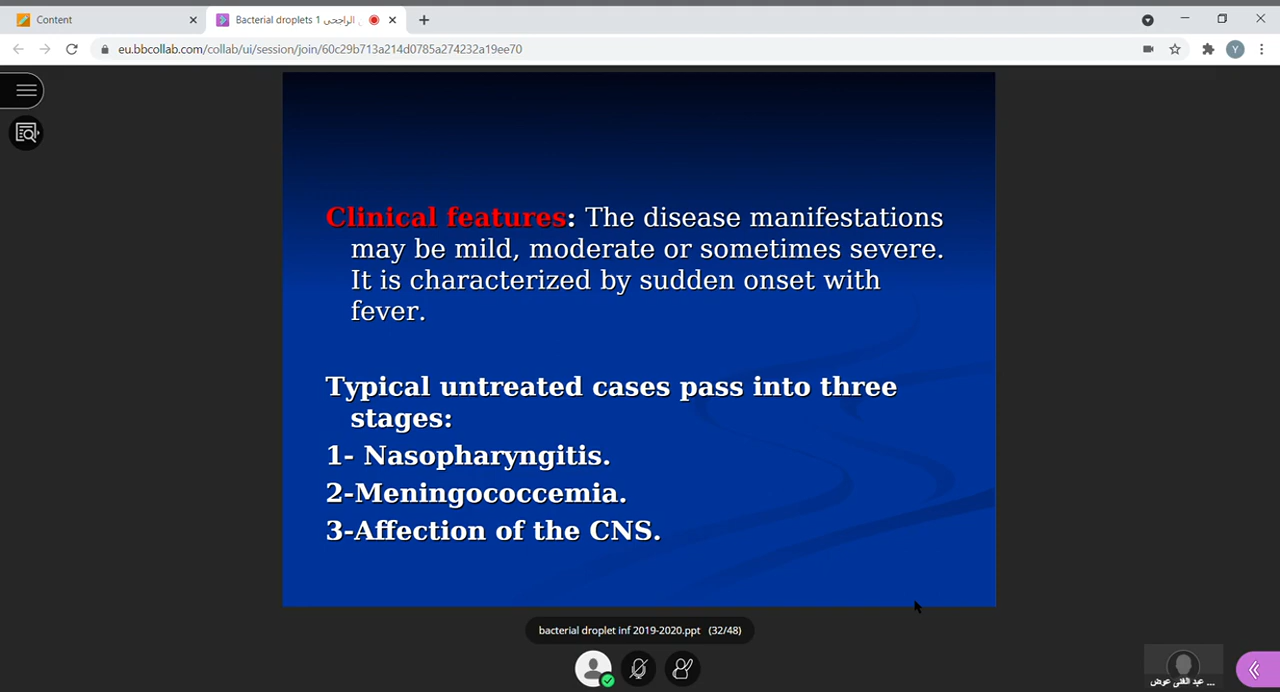 Content
Bacterial droplets 1 الراجحى
eu.bbcollab.com/collab/ui/session/join/60c29b713a214d0785a274232a19ee70
Y
Clinical features: The disease manifestations
may be mild, moderate or sometimes severe.
It is characterized by sudden onset with
fever.
Typical untreated cases pass into three
stages:
1- Nasopharyngitis.
2-Meningococcemia.
3-Affection of the CNS.
bacterial droplet inf 2019-2020.ppt (32/48)
عبد الغنى عوض ...